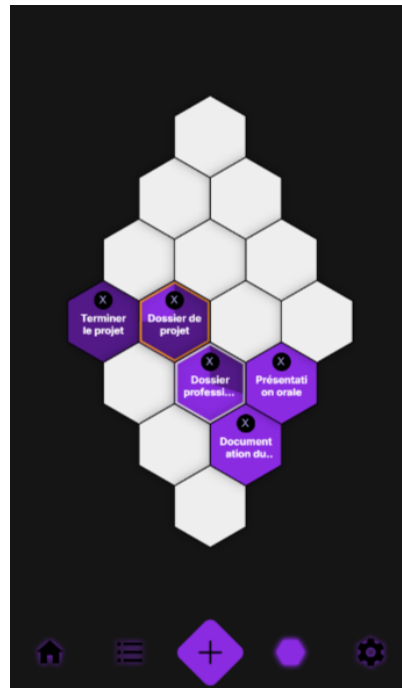 X
Terminer
le projet
X
Dossier de
projet
X
Dossier
professi...
X
Présentati
on orale
X
Document
ation du..